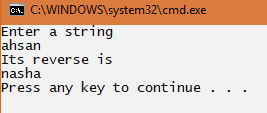 C:\WINDOWS\system32\cmd.exe
Enter a string
ahsan
Its reverse is
nasha
Press any key to continue . . .